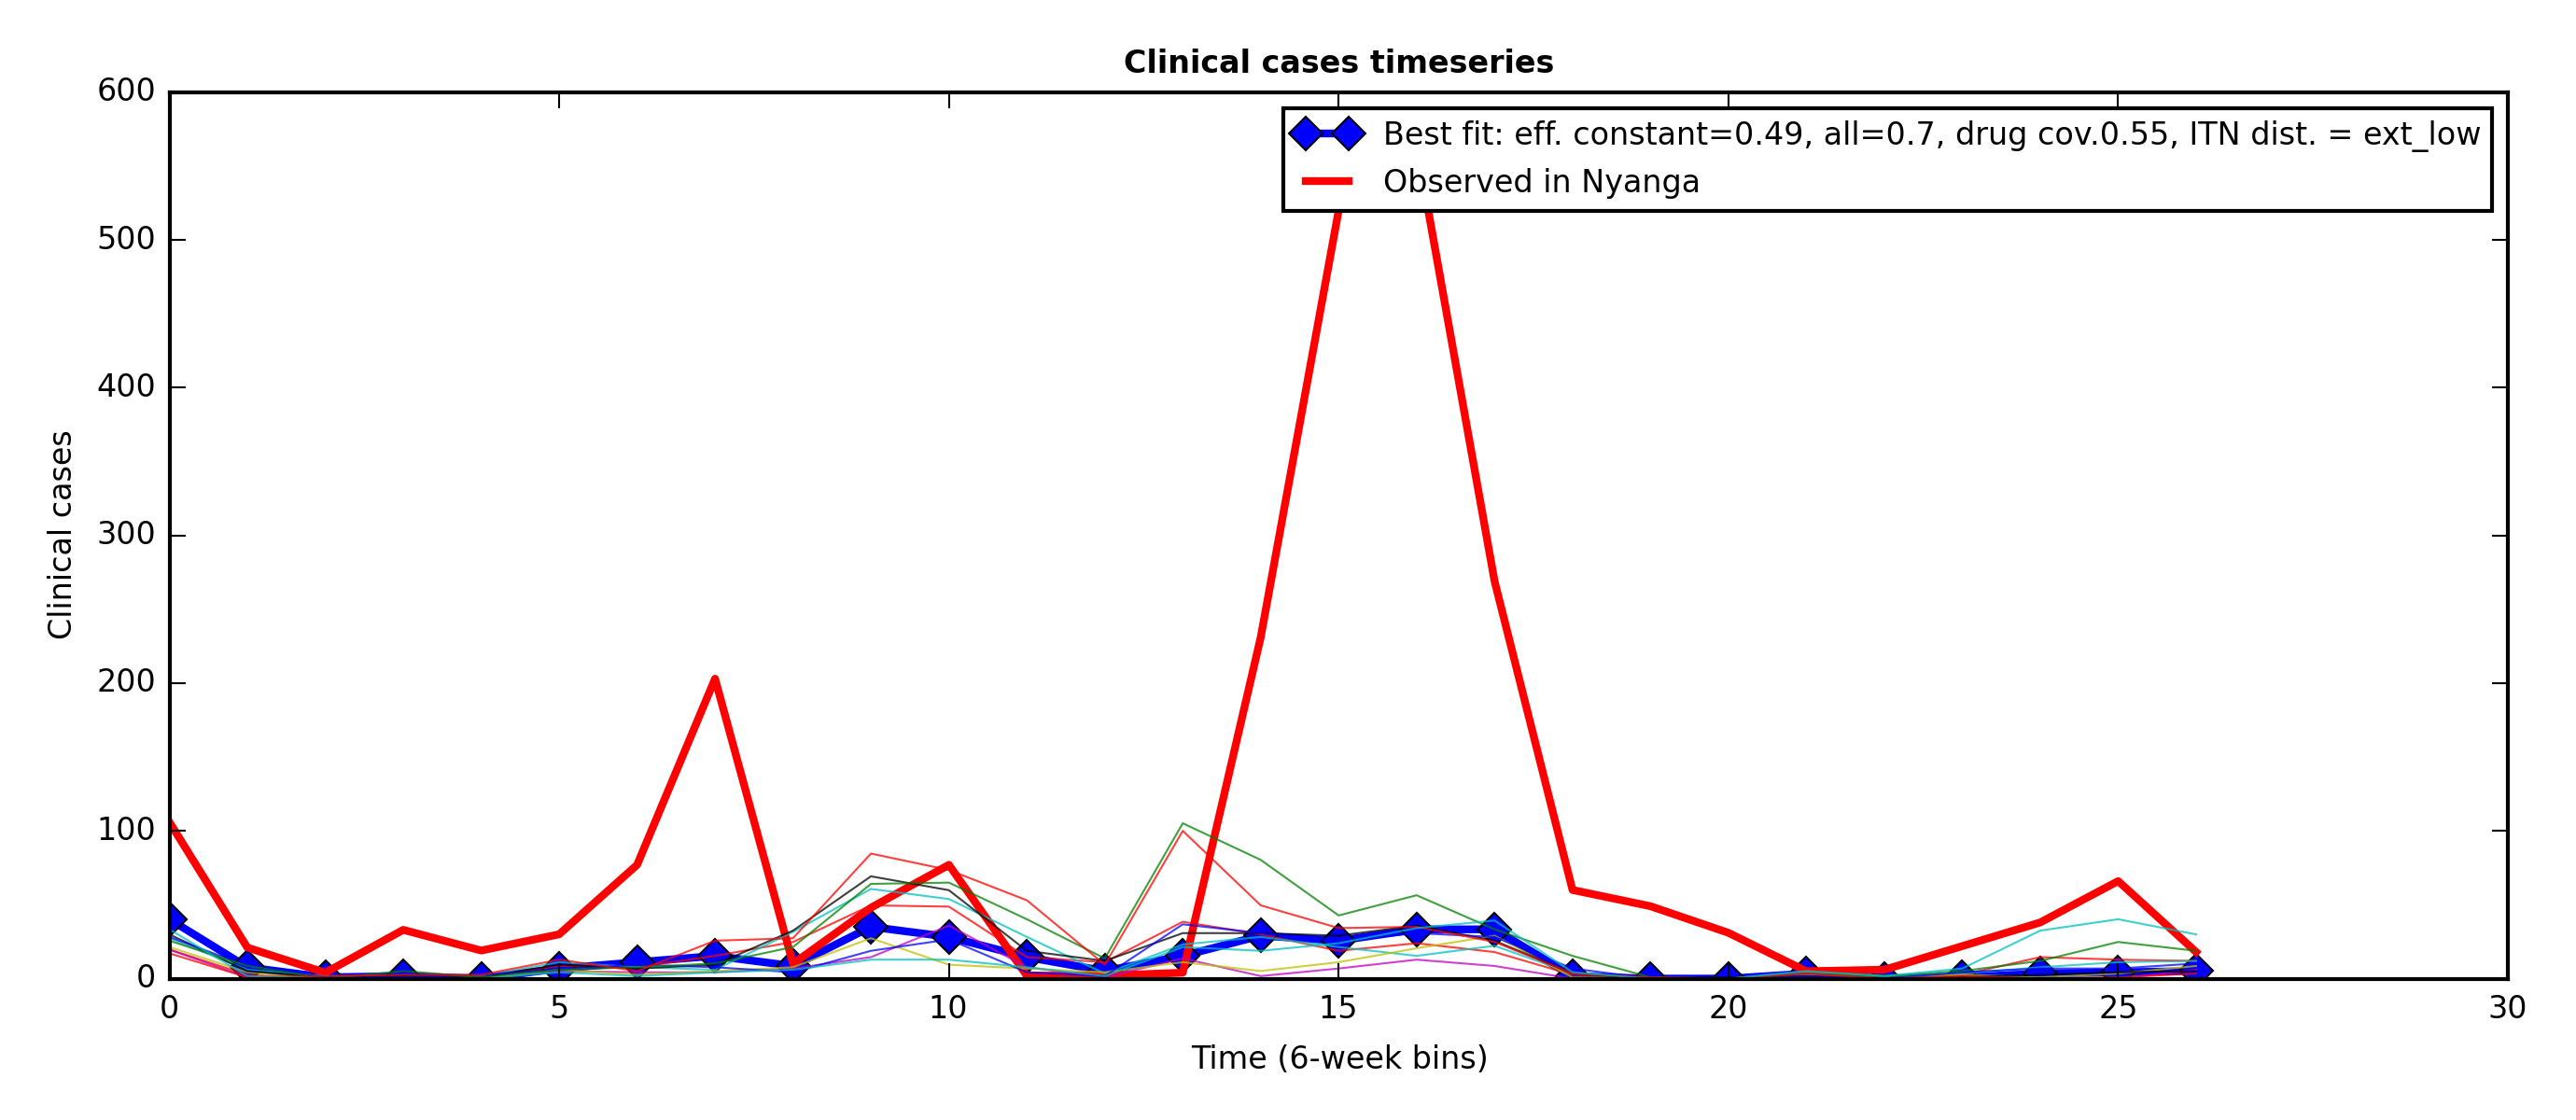 Clinical cases timeseries
600
500
400
300
200
100
0
Clinical cases
Best fit: eff. constant=0.49, all=0.7, drug cov.0.55, ITN dist. = ext_low
Observed in Nyanga
0 5 10 15 20 25 30
Time (6-week bins)